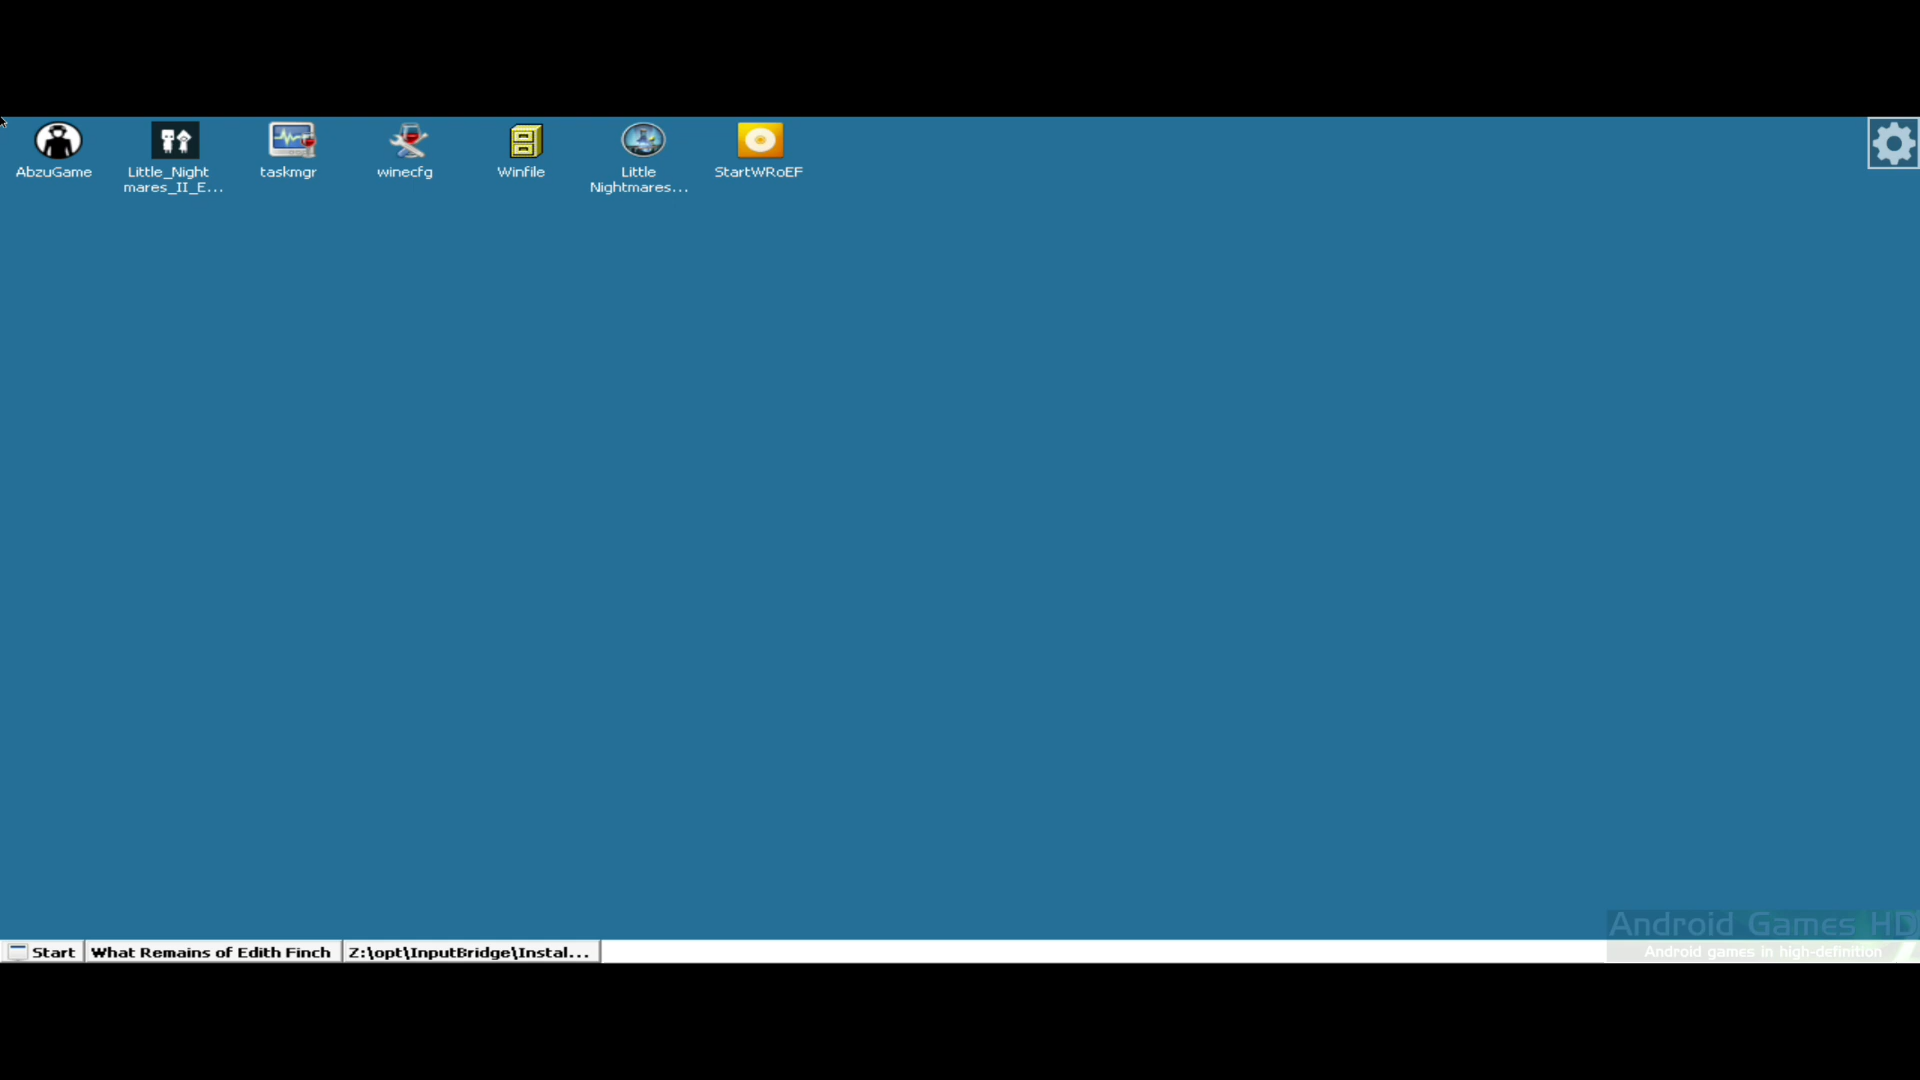 AbzuGame
Little_Night
mares_II_E...
taskmgr
winecfg
Winfile
Little
Nightmares...
StartWRoEF
Android Games HD
Android games in high-definition
Start
What Remains of Edith Finch
Z:\opt\InputBridge\Instal...